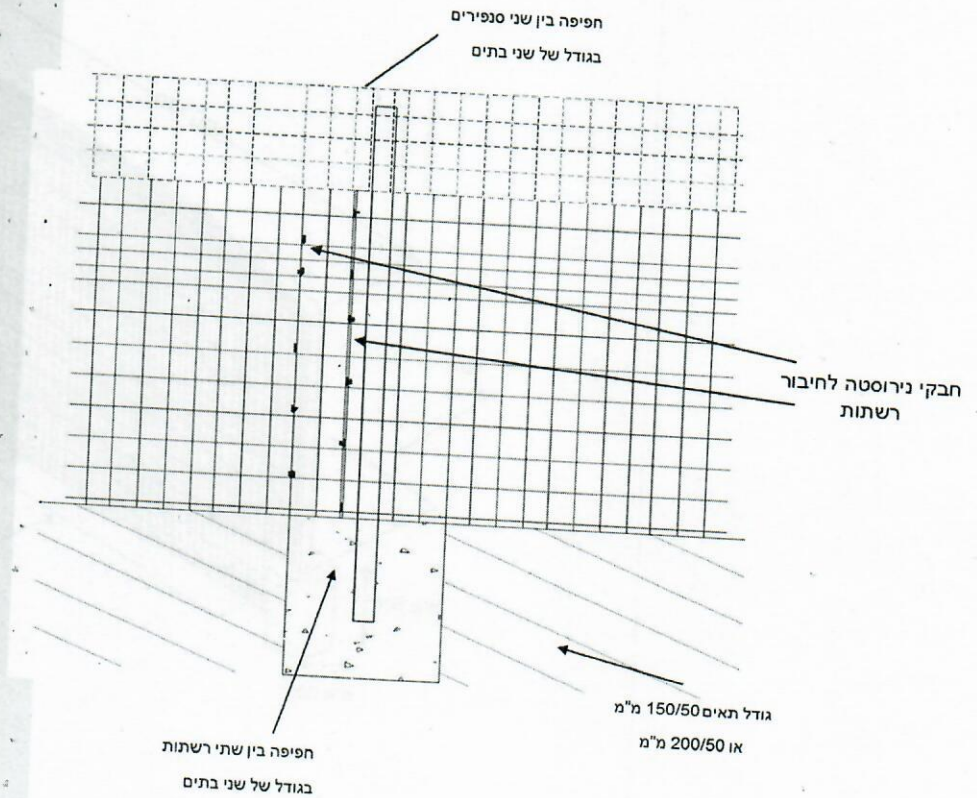 חפיפה בין שני סנפירים
בגודל של שני בתים
חבקי נירוסטה לחיבור
רשתות
גודל תאים 150/50 מ"מ
או 200/50 מ"מ
חפיפה בין שתי רשתות
בגודל של שני בתים